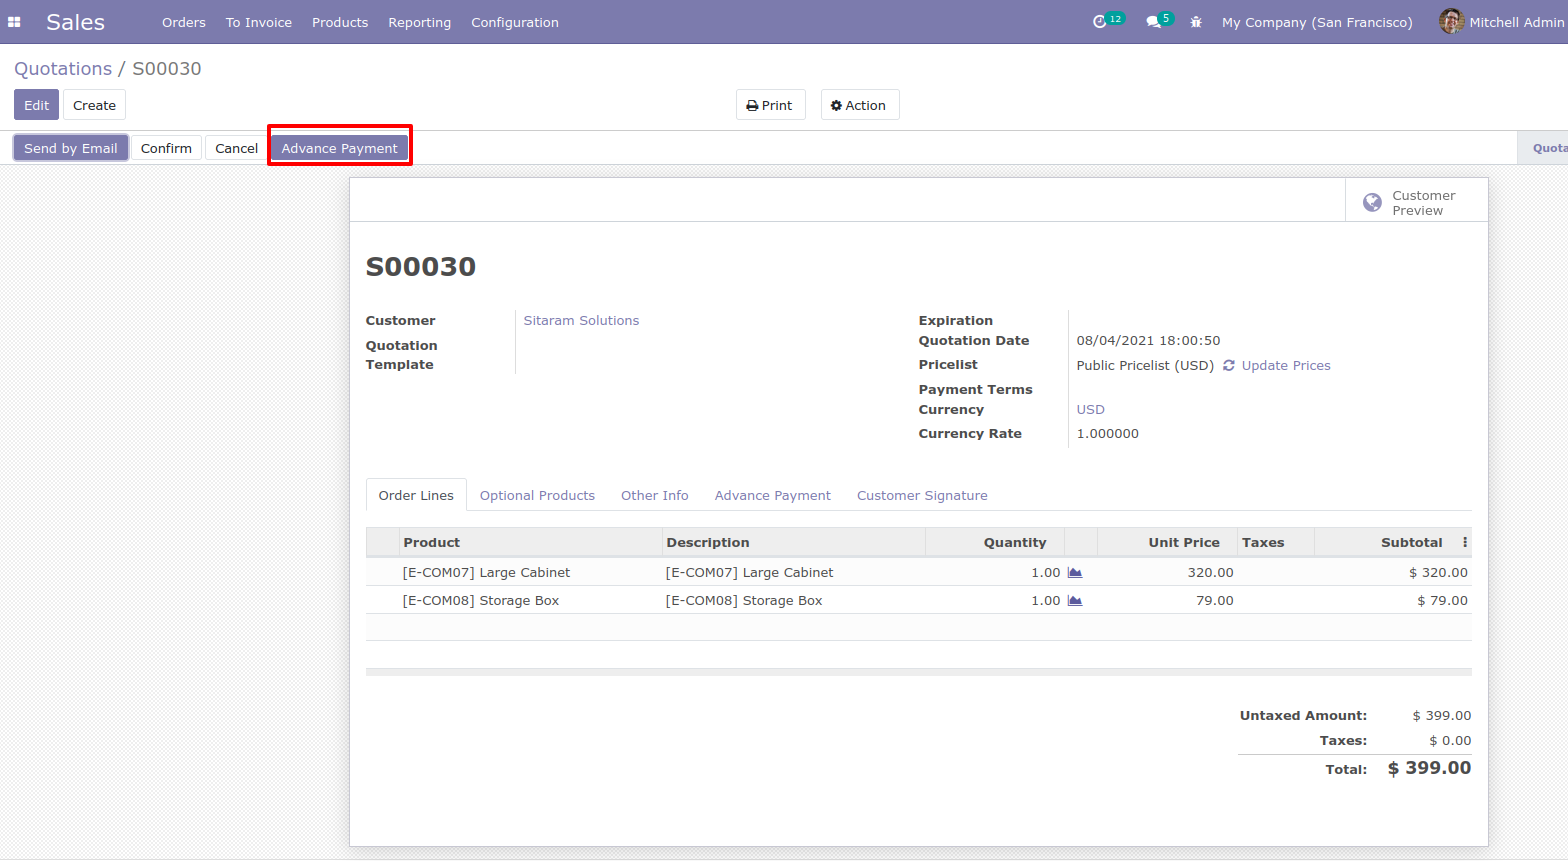 Sales Orders To Invoice Products Reporting Configuration 12 5 My Company (San Francisco) Mitchell Admin
Quotations / S00030
Edit Create Print Action
Send by Email Confirm Cancel Advance Payment Quota
Customer
Preview
S00030
Customer Sitaram Solutions
Quotation
Template
Expiration
Quotation Date 08/04/2021 18:00:50
Pricelist Public Pricelist (USD) Update Prices
Payment Terms
Currency USD
Currency Rate 1.000000
Order Lines Optional Products Other Info Advance Payment Customer Signature
Product Description Quantity Unit Price Taxes Subtotal
[E-COM07] Large Cabinet [E-COM07] Large Cabinet 1.00 320.00 $ 320.00
[E-COM08] Storage Box [E-COM08] Storage Box 1.00 79.00 $ 79.00
Untaxed Amount: $ 399.00
Taxes: $ 0.00
Total: $ 399.00